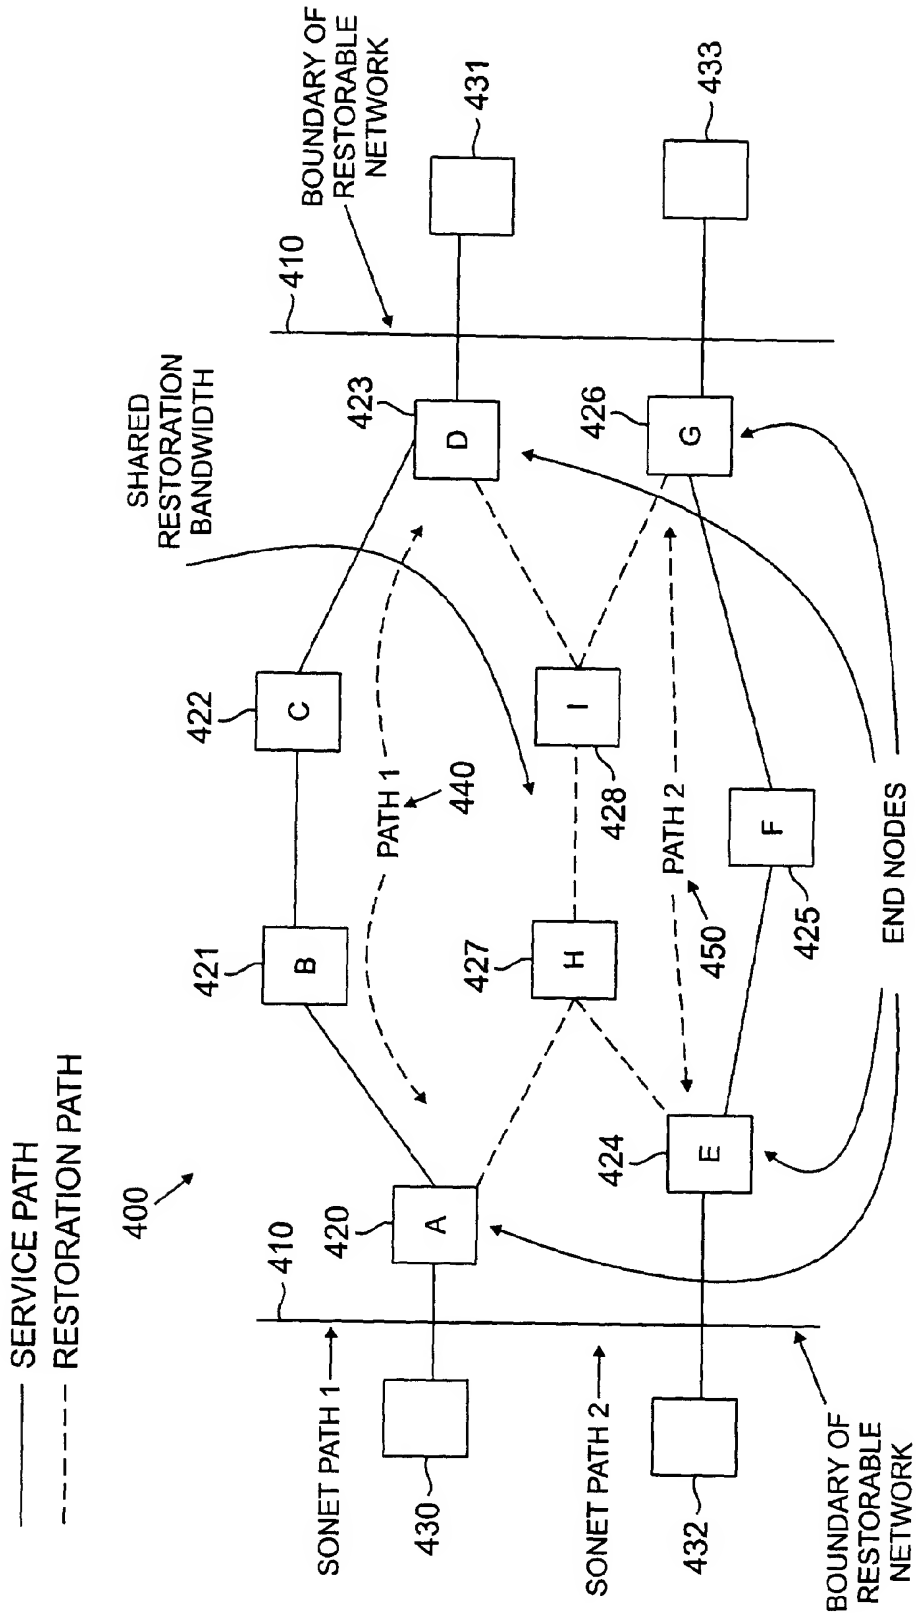 SERVICE PATH
RESTORATION PATH
400
SHARED
RESTORATION
BANDWIDTH
BOUNDARY OF
RESTORABLE
NETWORK
410
410
SONET PATH 1
430
420
A
421
B
422
C
423
D
431
PATH 1
440
427
H
428
I
SONET PATH 2
432
424
E
PATH 2
450
425
F
426
G
433
END NODES
BOUNDARY OF
RESTORABLE
NETWORK